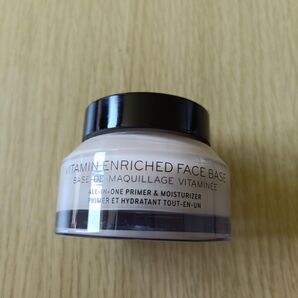 VITAMIN ENRICHED FACE BASE
BASE DE MAQUILLAGE VITAMINÉE
ALL-IN-ONE PRIMER & MOISTURIZER
PRIMER ET HYDRATANT TOUT-EN-UN